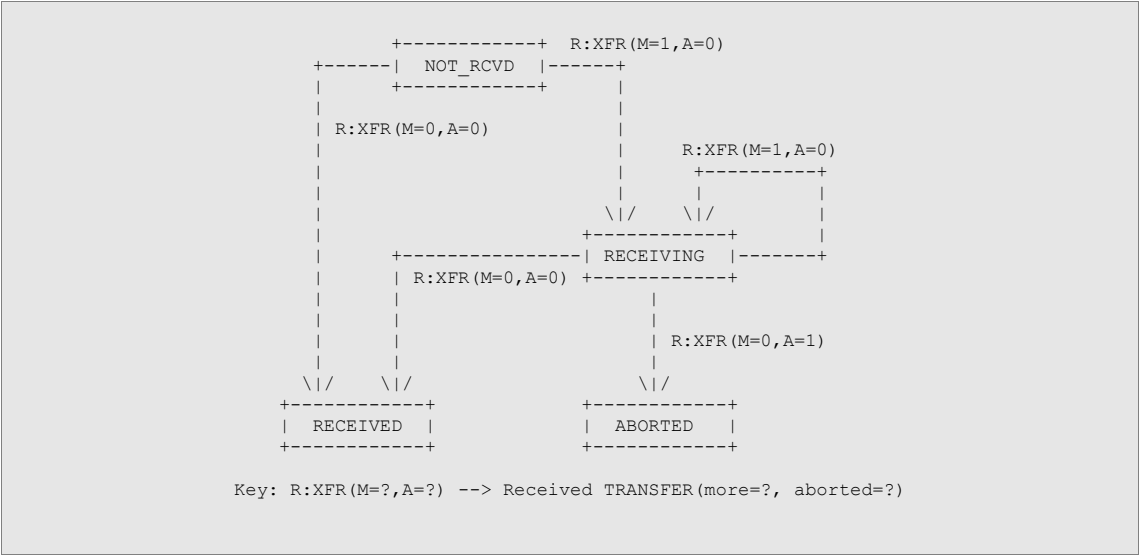 R:XFR(M=1,A=0)
NOT_RCVD
R:XFR(M=0,A=0)
R:XFR(M=1,A=0)
RECEIVING
R:XFR(M=0,A=0)
R:XFR(M=0,A=1)
RECEIVED
ABORTED
Key: R:XFR(M=?,A=?) --> Received TRANSFER(more=?, aborted=?)